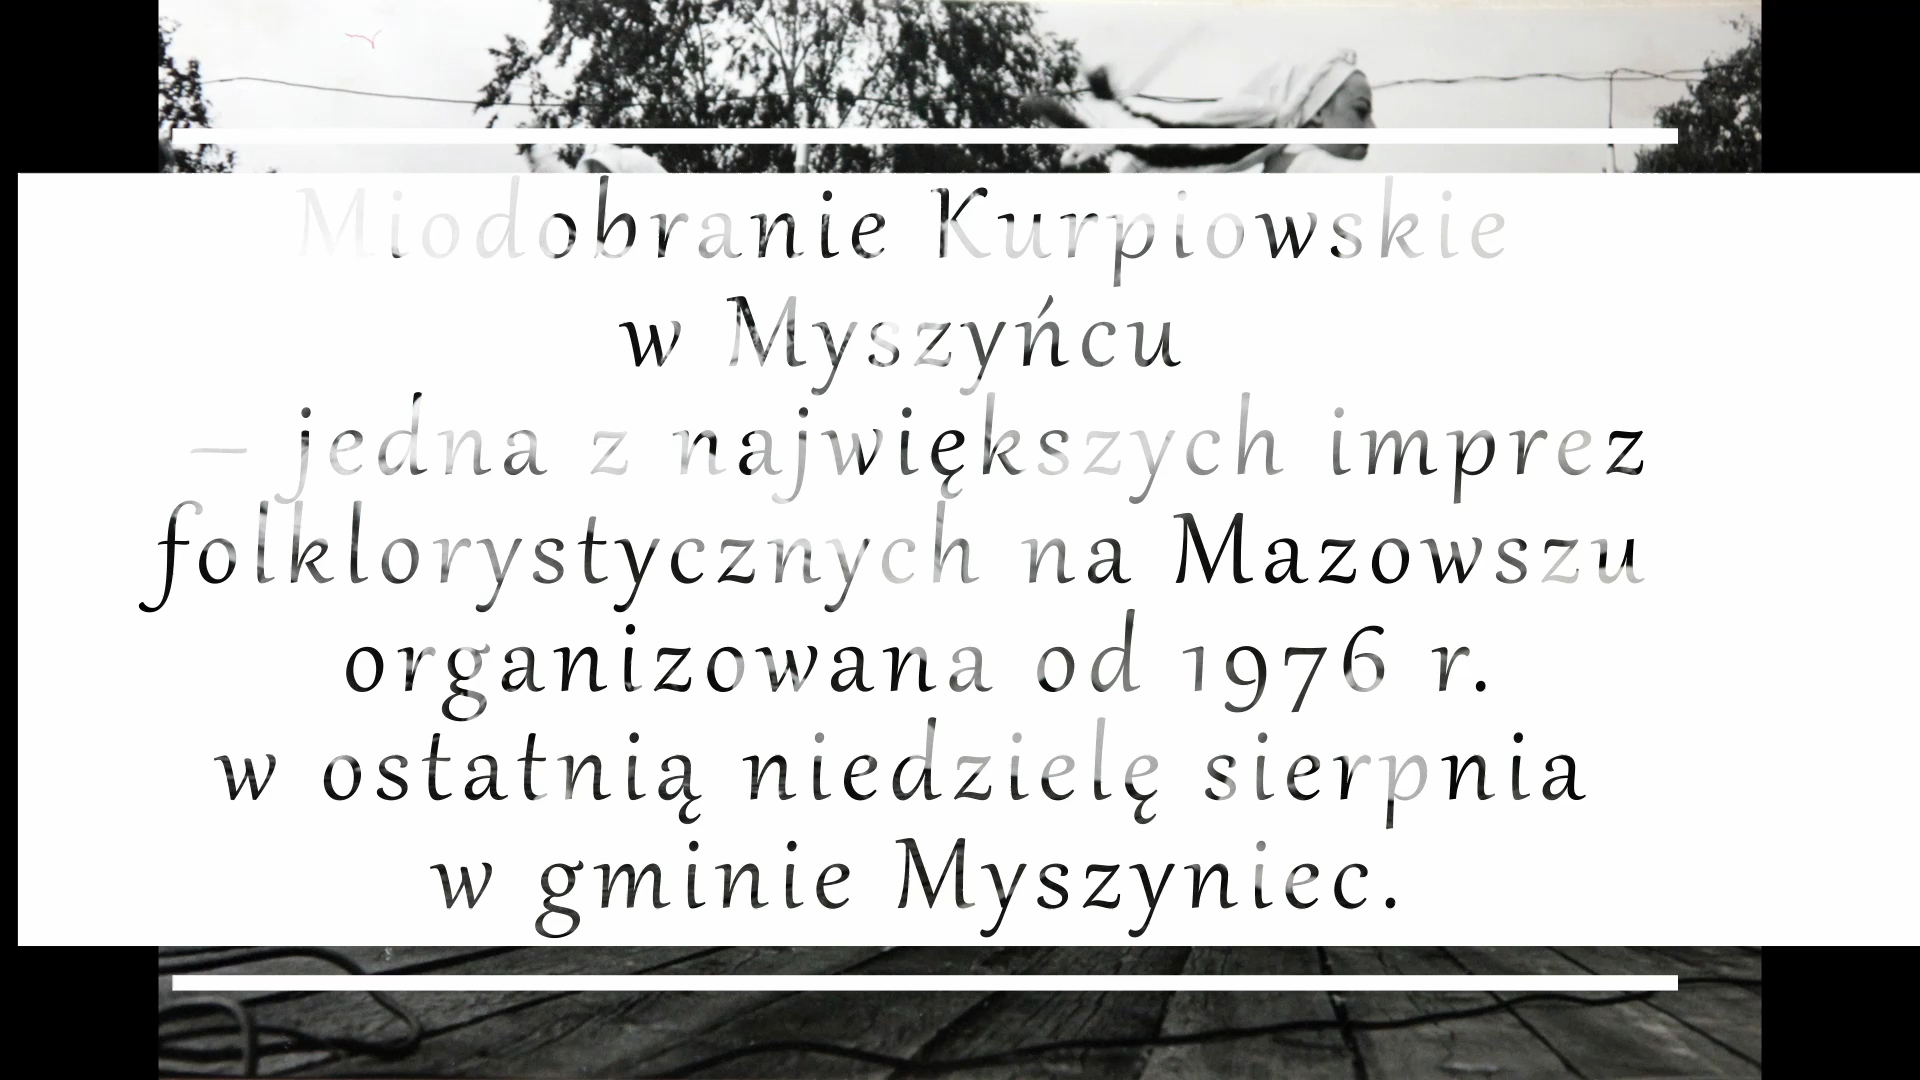 Miodobranie Kurpiowskie
w Myszyńcu
– jedna z największych imprez
folklorystycznych na Mazowszu
organizowana od 1976 r.
w ostatnią niedzielę sierpnia
w gminie Myszyniec.